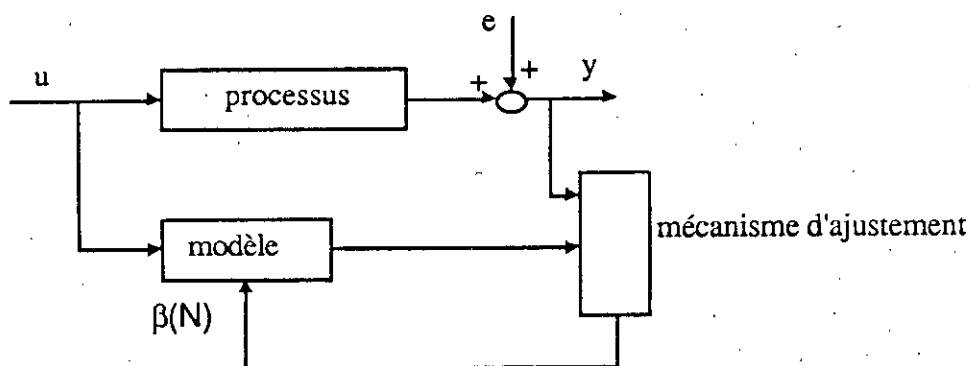 e
u
+
+
y
processus
modèle
mécanisme d'ajustement
β(N)